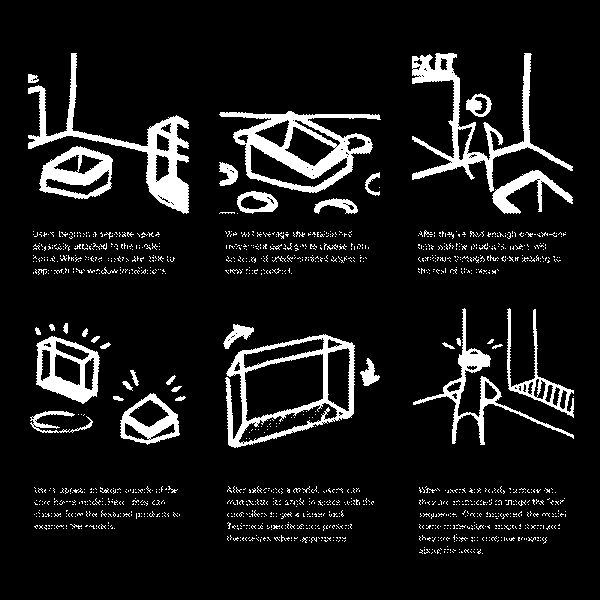 EXIT
Users begin in a separate space
physically attached to the model
home. While here, users are able to
approach the window installations.
We will leverage the established
movement paradigm to choose from
an array of predetermined angles to
view the product.
After they've had enough one-on-one
time with the products, users will
continue through the door leading to
the rest of the house.
Users appear to begin outside of the
home model. Here, they can
choose from the featured products to
the models.
After selecting a model, users can
manipulate its angle in space with the
controllers to get a closer look.
Technical specifications present
themselves where appropriate.
When users are ready to move on,
they are instructed to trigger the "exit"
sequence. Once triggered, the model
home materializes around them and
they are free to continue moving
about the space.